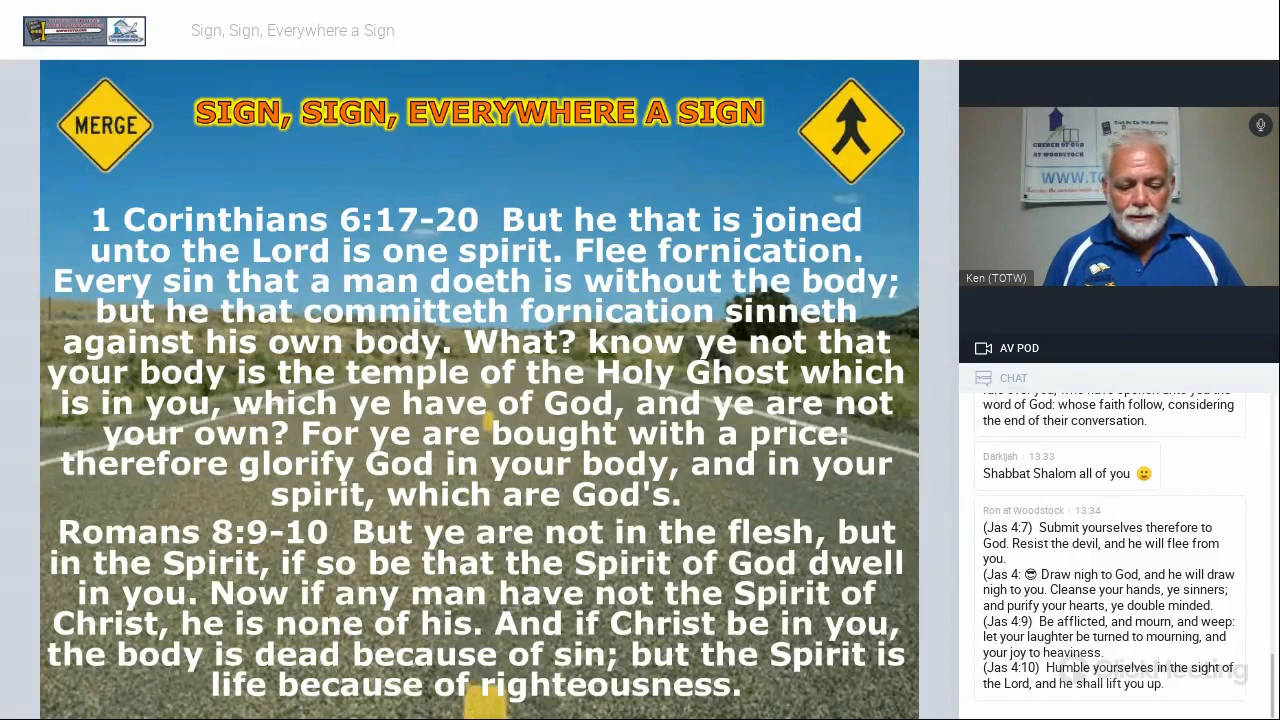 Sign, Sign, Everywhere a Sign
MERGE
SIGN, SIGN, EVERYWHERE A SIGN
1 Corinthians 6:17-20 But he that is joined
unto the Lord is one spirit. Flee fornication.
Every sin that a man doeth is without the body;
but he that committeth fornication sinneth
against his own body. What? know ye not that
your body is the temple of the Holy Ghost which
is in you, which ye have of God, and ye are not
your own? For ye are bought with a price:
therefore glorify God in your body, and in your
spirit, which are God's.
Romans 8:9-10 But ye are not in the flesh, but
in the Spirit, if so be that the Spirit of God dwell
in you. Now if any man have not the Spirit of
Christ, he is none of his. And if Christ be in you,
the body is dead because of sin; but the Spirit is
life because of righteousness.
CHURCH OF GOD
AT WOODSTOCK
Ken (TOTW)
AV POD
CHAT
word of God: whose faith follow, considering
the end of their conversation.
Darkijah 13:33
Shabbat Shalom all of you 🙂
Ron at Woodstock 13:34
(Jas 4:7) Submit yourselves therefore to
God. Resist the devil, and he will flee from
you.
(Jas 4: 😎 Draw nigh to God, and he will draw
nigh to you. Cleanse your hands, ye sinners;
and purify your hearts, ye double minded.
(Jas 4:9) Be afflicted, and mourn, and weep:
let your laughter be turned to mourning, and
your joy to heaviness.
(Jas 4:10) Humble yourselves in the sight of
the Lord, and he shall lift you up.
ClickMeeting